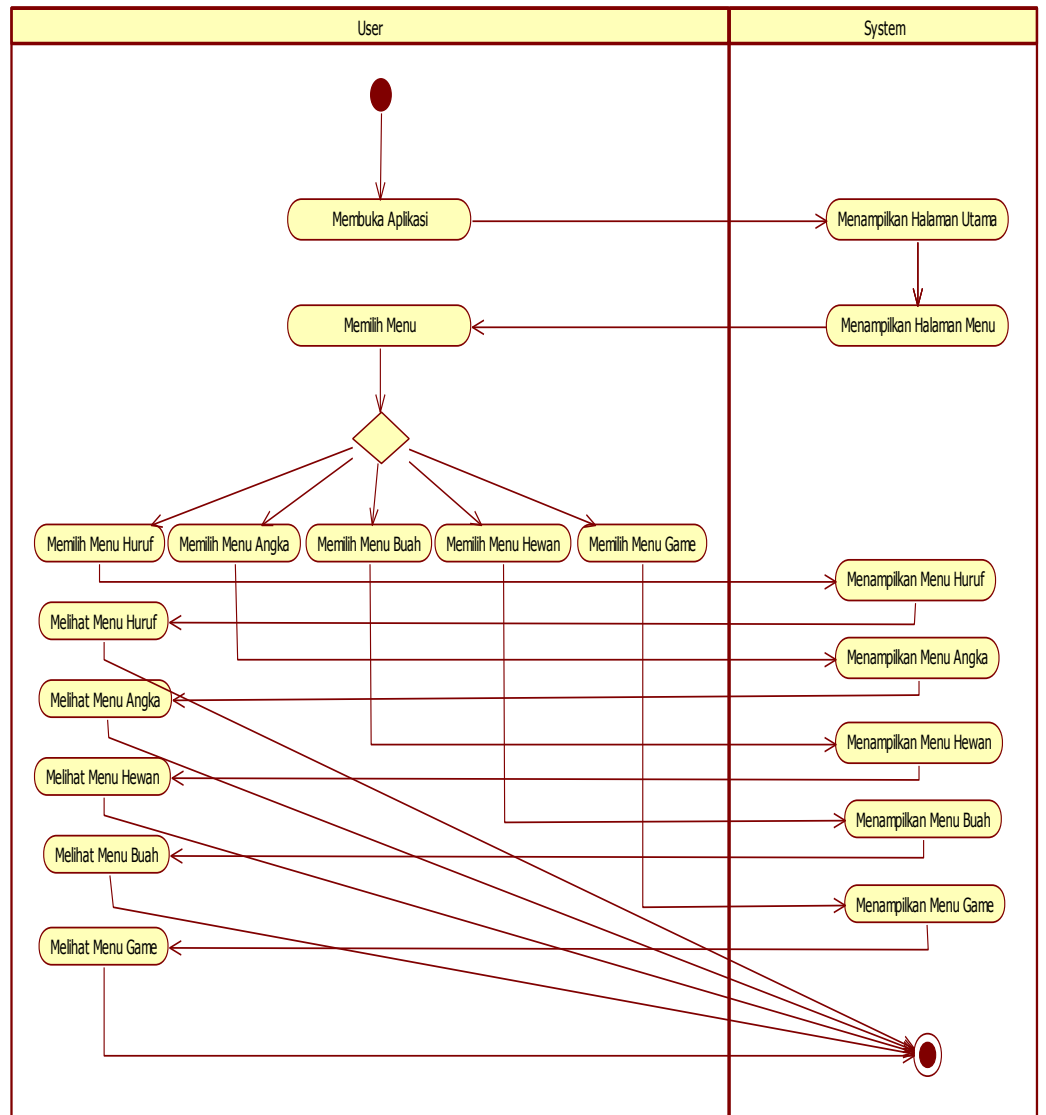 User
System
Membuka Aplikasi
Menampilkan Halaman Utama
Memilih Menu
Menampilkan Halaman Menu
Memilih Menu Huruf
Memilih Menu Angka
Memilih Menu Buah
Memilih Menu Hewan
Memilih Menu Game
Menampilkan Menu Huruf
Melihat Menu Huruf
Menampilkan Menu Angka
Melihat Menu Angka
Menampilkan Menu Hewan
Melihat Menu Hewan
Menampilkan Menu Buah
Melihat Menu Buah
Menampilkan Menu Game
Melihat Menu Game